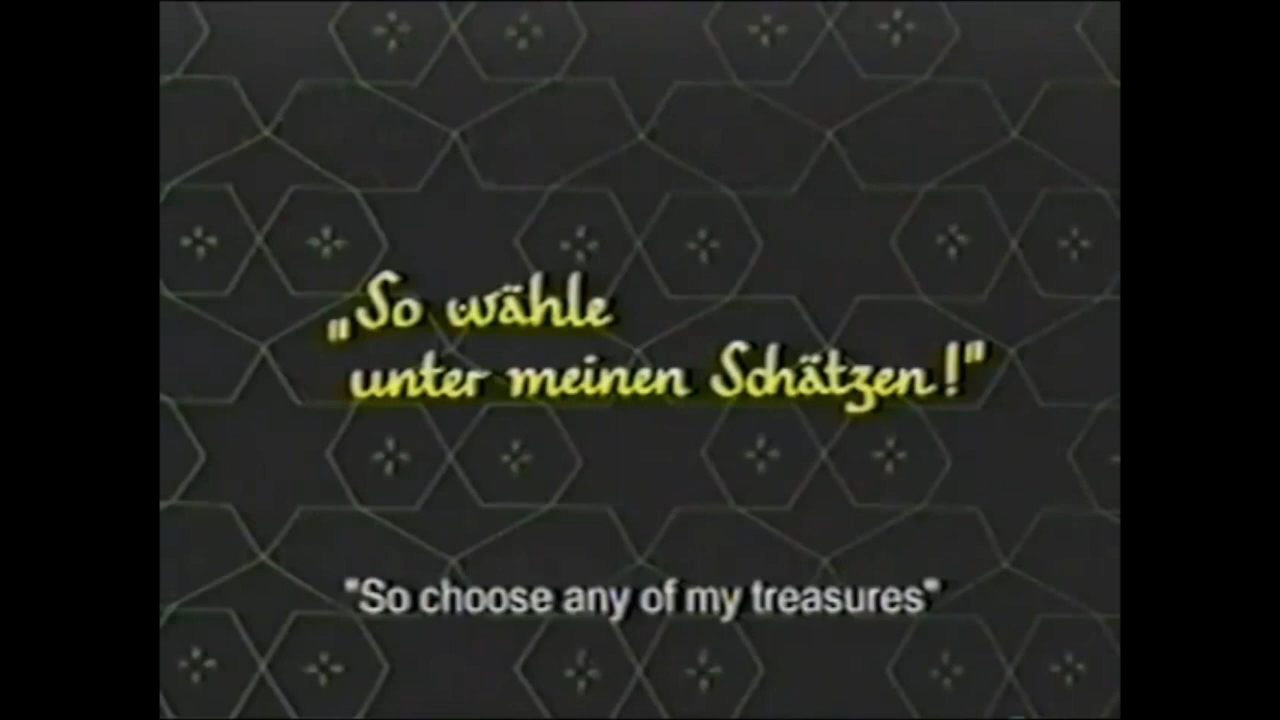 „So wähle
unter meinen Schätzen!"
"So choose any of my treasures"